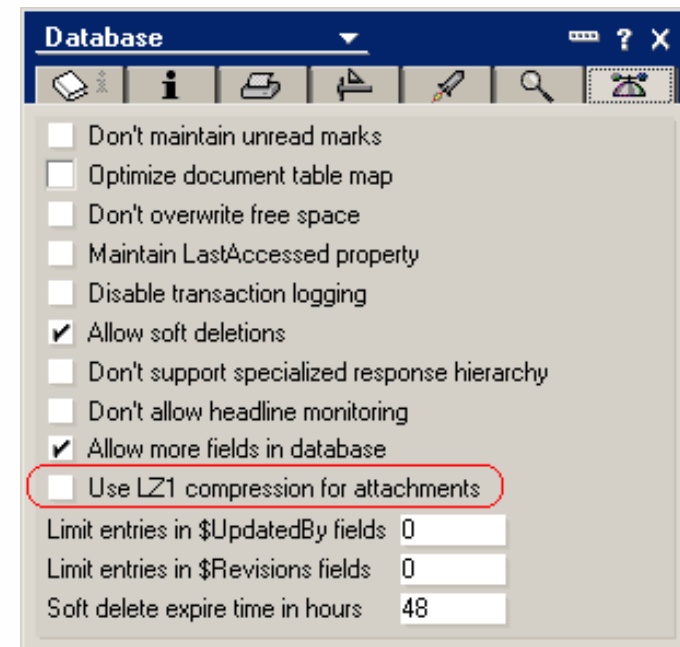 Database
? X
i i
Don't maintain unread marks
Optimize document table map
Don't overwrite free space
Maintain LastAccessed property
Disable transaction logging
Allow soft deletions
Don't support specialized response hierarchy
Don't allow headline monitoring
Allow more fields in database
Use LZ1 compression for attachments
Limit entries in $UpdatedBy fields 0
Limit entries in $Revisions fields 0
Soft delete expire time in hours 48